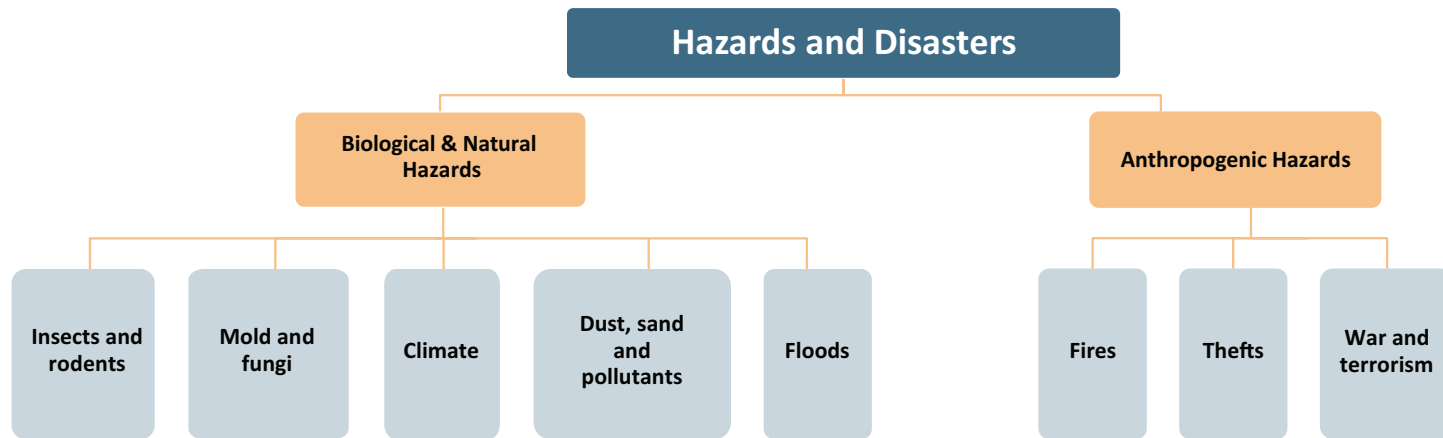 Hazards and Disasters
Biological & Natural
Hazards
Anthropogenic Hazards
Insects and
rodents
Mold and
fungi
Climate
Dust, sand
and
pollutants
Floods
Fires
Thefts
War and
terrorism